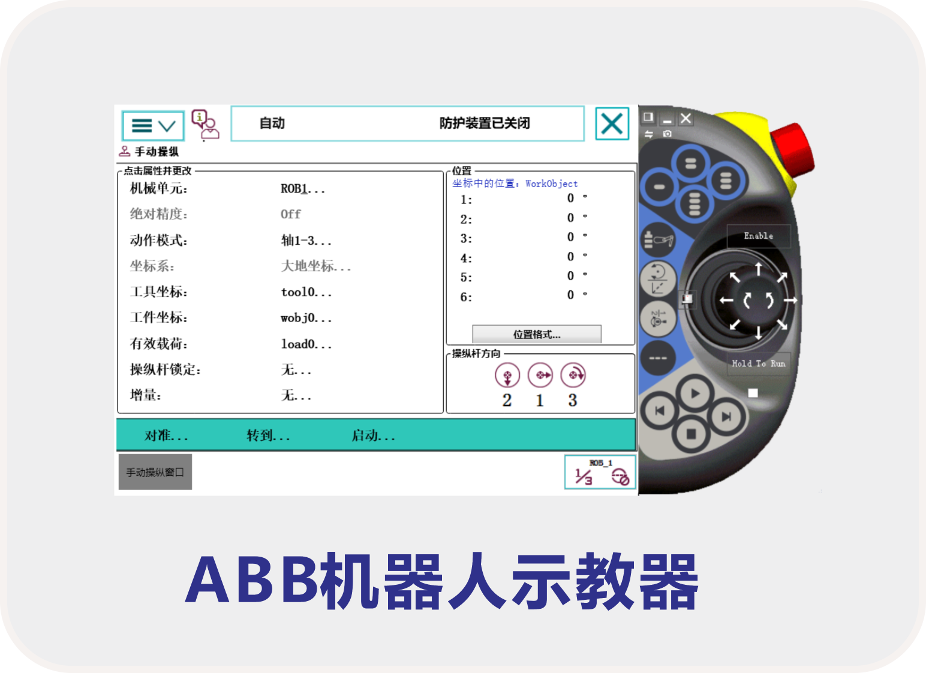 自动
防护装置已关闭
手动操纵
点击属性并更改
机械单元: ROB1...
绝对精度: Off
动作模式: 轴1-3...
坐标系: 大地坐标...
工具坐标: tool0...
工件坐标: wobj0...
有效载荷: load0...
操纵杆锁定: 无...
增量: 无...
位置
坐标中的位置: WorkObject
1: 0 °
2: 0 °
3: 0 °
4: 0 °
5: 0 °
6: 0 °
位置格式...
操纵杆方向
2 1 3
对准... 转到... 启动...
手动操纵窗口
ROB_1
1/3
Enable
Hold To Run
ABB机器人示教器